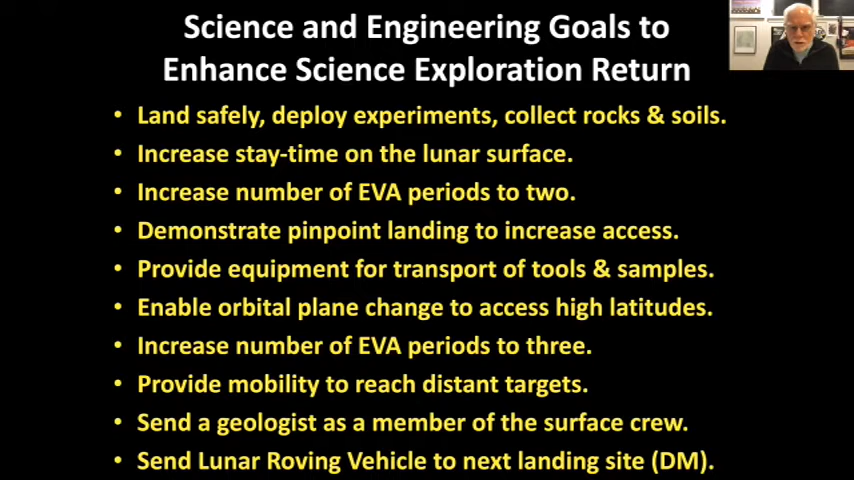 Science and Engineering Goals to
Enhance Science Exploration Return
• Land safely, deploy experiments, collect rocks & soils.
• Increase stay-time on the lunar surface.
• Increase number of EVA periods to two.
• Demonstrate pinpoint landing to increase access.
• Provide equipment for transport of tools & samples.
• Enable orbital plane change to access high latitudes.
• Increase number of EVA periods to three.
• Provide mobility to reach distant targets.
• Send a geologist as a member of the surface crew.
• Send Lunar Roving Vehicle to next landing site (DM).